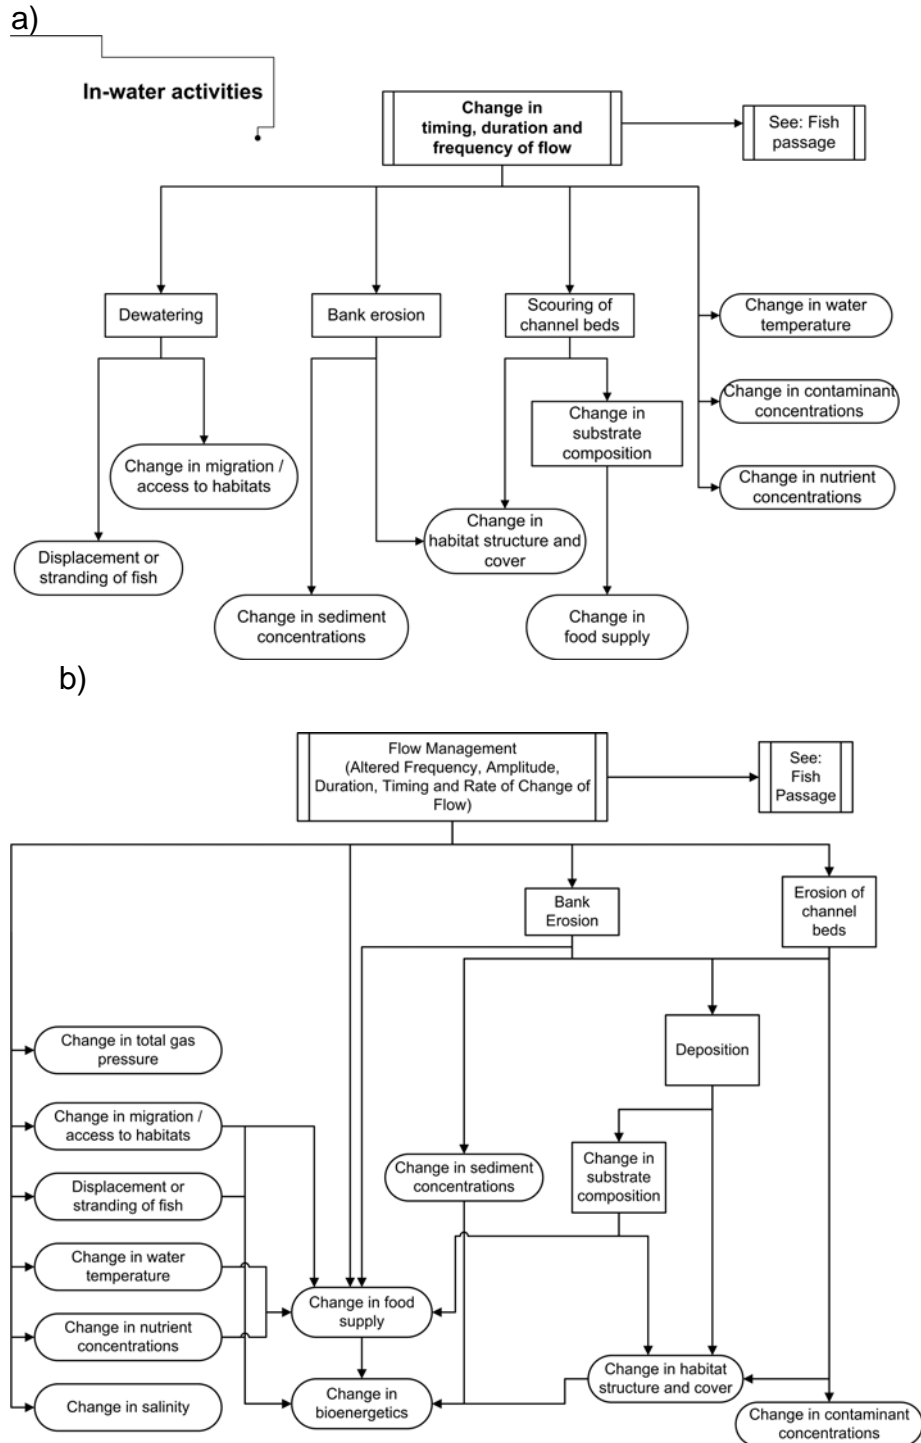 a)
In-water activities
Change in
timing, duration and
frequency of flow
See: Fish
passage
Dewatering
Bank erosion
Scouring of
channel beds
Change in water
temperature
Change in contaminant
concentrations
Change in nutrient
concentrations
Change in
substrate
composition
Change in migration /
access to habitats
Change in
habitat structure and
cover
Displacement or
stranding of fish
Change in sediment
concentrations
Change in
food supply
b)
Flow Management
(Altered Frequency, Amplitude,
Duration, Timing and Rate of Change of
Flow)
See:
Fish
Passage
Bank
Erosion
Erosion of
channel
beds
Deposition
Change in total gas
pressure
Change in migration /
access to habitats
Change in sediment
concentrations
Change in
substrate
composition
Displacement or
stranding of fish
Change in water
temperature
Change in food
supply
Change in nutrient
concentrations
Change in habitat
structure and cover
Change in
bioenergetics
Change in salinity
Change in contaminant
concentrations